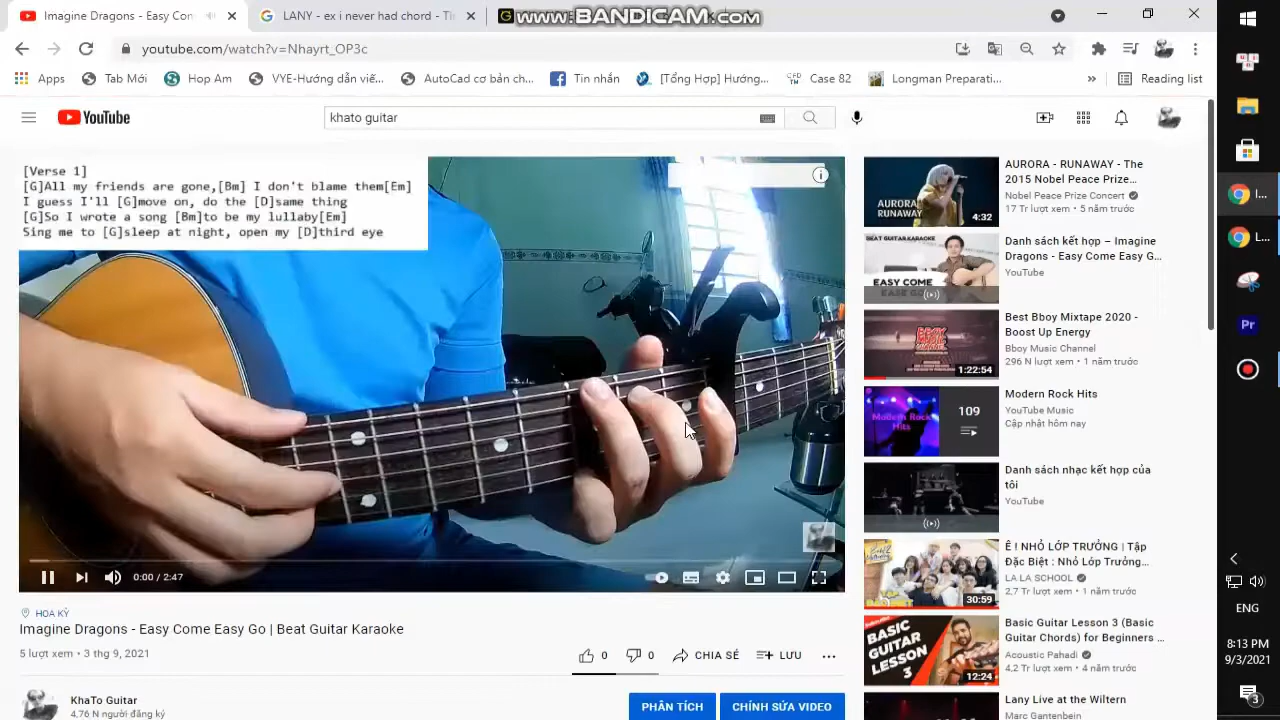 Imagine Dragons - Easy Con
LANY - ex i never had chord - Ti
www.BANDICAM.com
youtube.com/watch?v=Nhayrt_OP3c
Apps
Tab Mới
Hop Am
VYE-Hướng dẫn viế...
AutoCad cơ bản ch...
Tin nhắn
[Tổng Hợp] Hướng...
Case 82
Longman Preparati...
»
Reading list
YouTube
khato guitar
[Verse 1]
[G]All my friends are gone,[Bm] I don't blame them[Em]
I guess I'll [G]move on, do the [D]same thing
[G]So I wrote a song [Bm]to be my lullaby[Em]
Sing me to [G]sleep at night, open my [D]third eye
0:00 / 2:47
HOA KỲ
Imagine Dragons - Easy Come Easy Go | Beat Guitar Karaoke
5 lượt xem • 3 thg 9, 2021
0
0
CHIA SẺ
LƯU
KhaTo Guitar
4,76 N người đăng ký
PHÂN TÍCH
CHỈNH SỬA VIDEO
AURORA
RUNAWAY
4:32
AURORA - RUNAWAY - The
2015 Nobel Peace Prize...
Nobel Peace Prize Concert
17 Tr lượt xem • 5 năm trước
BEAT GUITAR KARAOKE
EASY COME
EASE GO
Danh sách kết hợp – Imagine
Dragons - Easy Come Easy G...
YouTube
BBOY
MUSIC
1:22:54
Best Bboy Mixtape 2020 -
Boost Up Energy
Bboy Music Channel
296 N lượt xem • 1 năm trước
Modern Rock
Hits
109
Modern Rock Hits
YouTube Music
Cập nhật hôm nay
Danh sách nhạc kết hợp của
tôi
YouTube
30:59
Ê ! NHỎ LỚP TRƯỞNG | Tập
Đặc Biệt : Nhỏ Lớp Trưởng...
LA LA SCHOOL
2,7 Tr lượt xem • 1 năm trước
BASIC
GUITAR
LESSON
3
12:24
Basic Guitar Lesson 3 (Basic
Guitar Chords) for Beginners ...
Acoustic Pahadi
4,2 Tr lượt xem • 4 năm trước
Lany Live at the Wiltern
Marc Gantenbein
I...
L...
Pr
ENG
8:13 PM
9/3/2021
3